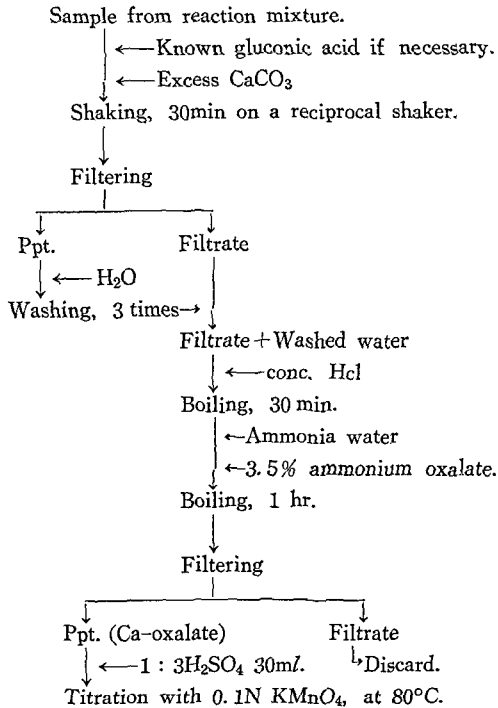 Sample from reaction mixture.
Known gluconic acid if necessary.
Excess CaCO₃
Shaking, 30min on a reciprocal shaker.
Filtering
Ppt. Filtrate
H₂O
Washing, 3 times
Filtrate+Washed water
conc. Hcl
Boiling, 30 min.
Ammonia water
3.5% ammonium oxalate.
Boiling, 1 hr.
Filtering
Ppt. (Ca-oxalate) Filtrate
1 : 3H₂SO₄ 30ml. Discard.
Titration with 0.1N KMnO₄, at 80°C.